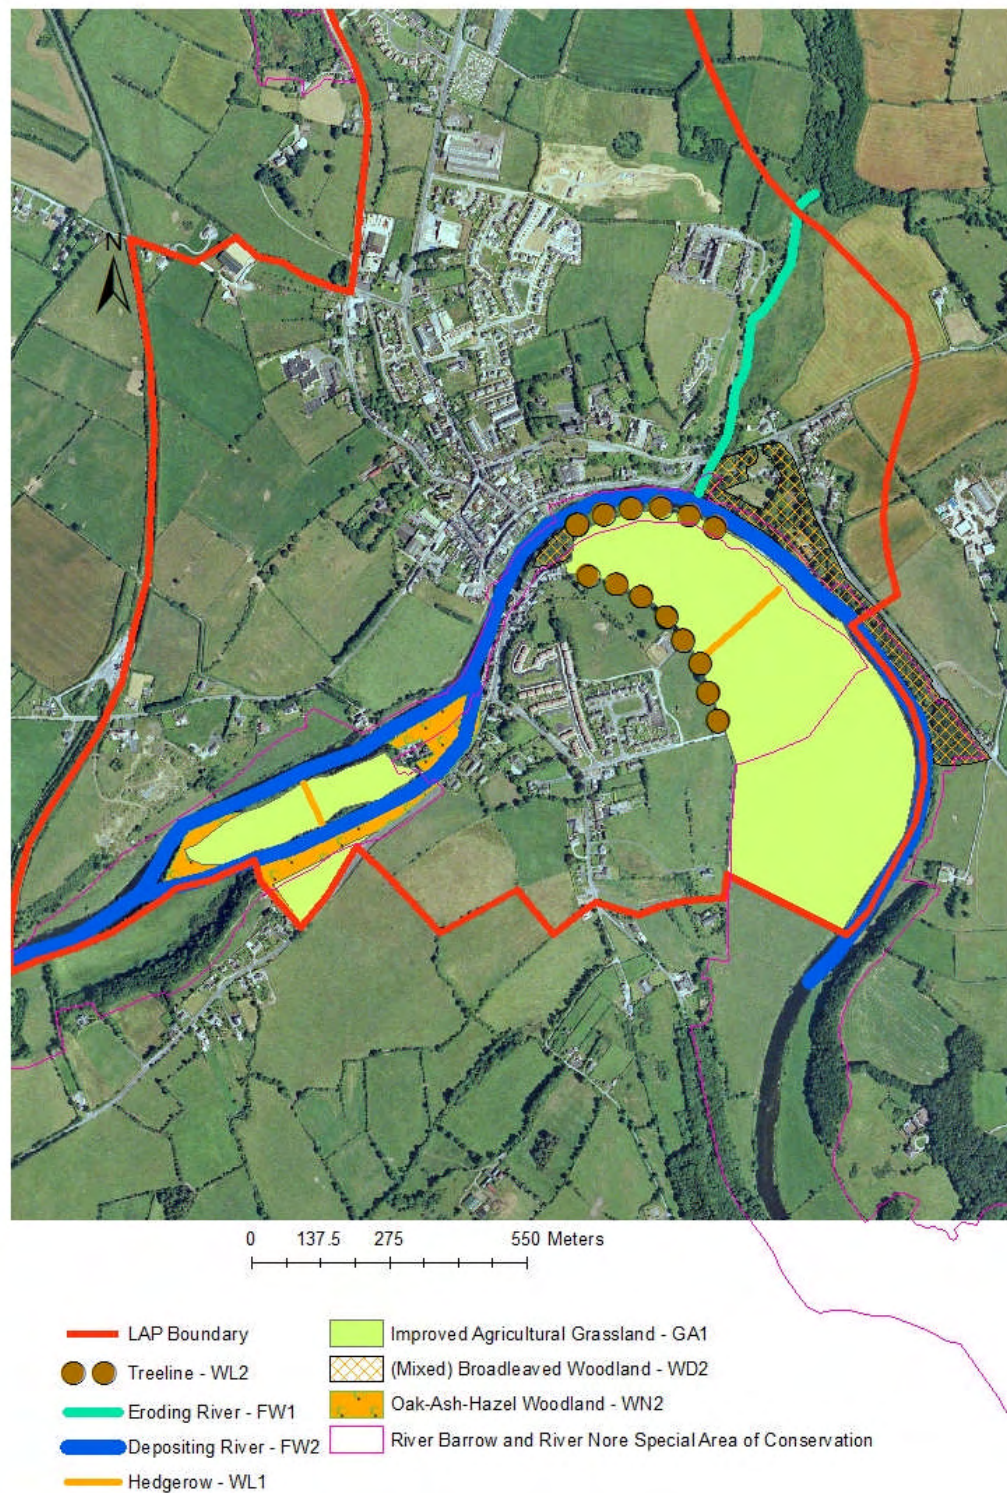 N
0 137.5 275 550 Meters
LAP Boundary
Treeline - WL2
Eroding River - FW1
Depositing River - FW2
Hedgerow - WL1
Improved Agricultural Grassland - GA1
(Mixed) Broadleaved Woodland - WD2
Oak-Ash-Hazel Woodland - WN2
River Barrow and River Nore Special Area of Conservation